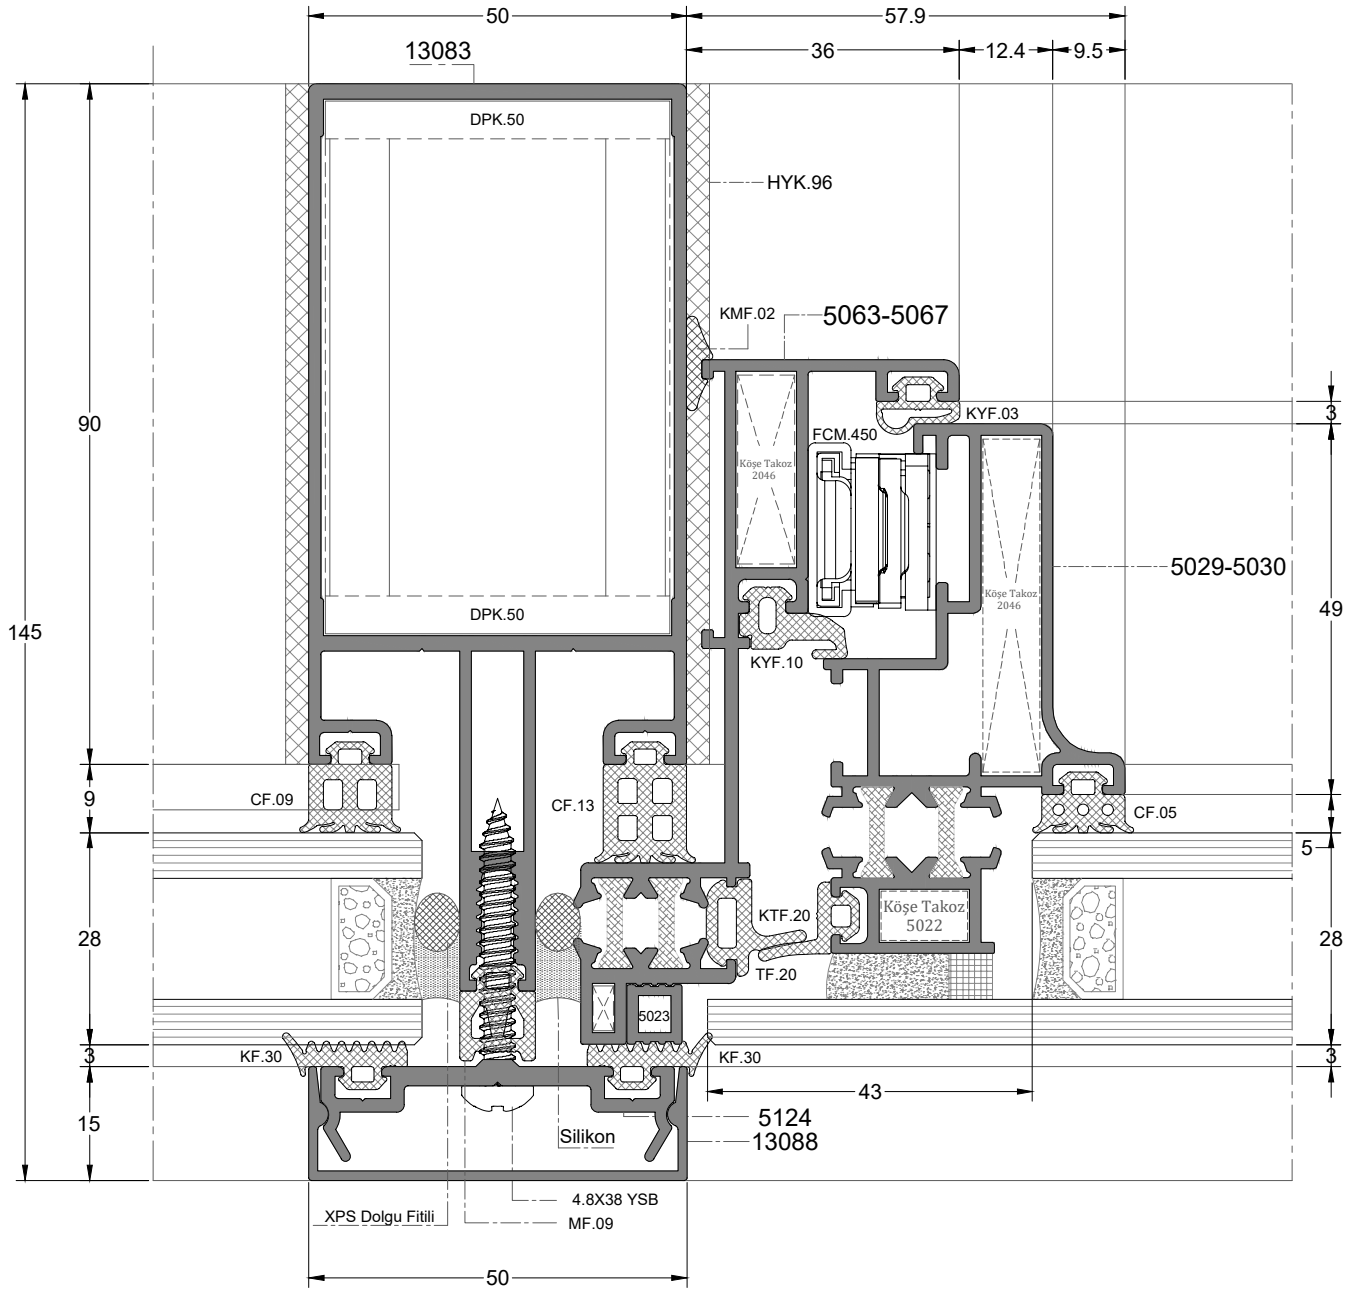 50
57.9
13083
36
12.4
9.5
DPK.50
HYK.96
KMF.02
5063-5067
90
KYF.03
3
FCM.450
Köşe Takoz
2046
5029-5030
Köşe Takoz
2046
49
145
DPK.50
KYF.10
9
CF.09
CF.13
CF.05
5
28
KTF.20
Köşe Takoz
5022
28
TF.20
5023
3
KF.30
KF.30
3
43
15
5124
Silikon
13088
4.8X38 YSB
XPS Dolgu Fitili
MF.09
50